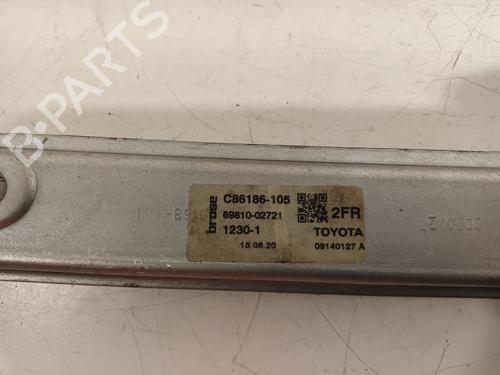 B-PARTS
brose
C86186-105
69810-02721
2FR
1230-1
TOYOTA
18.08.20
09140127 A